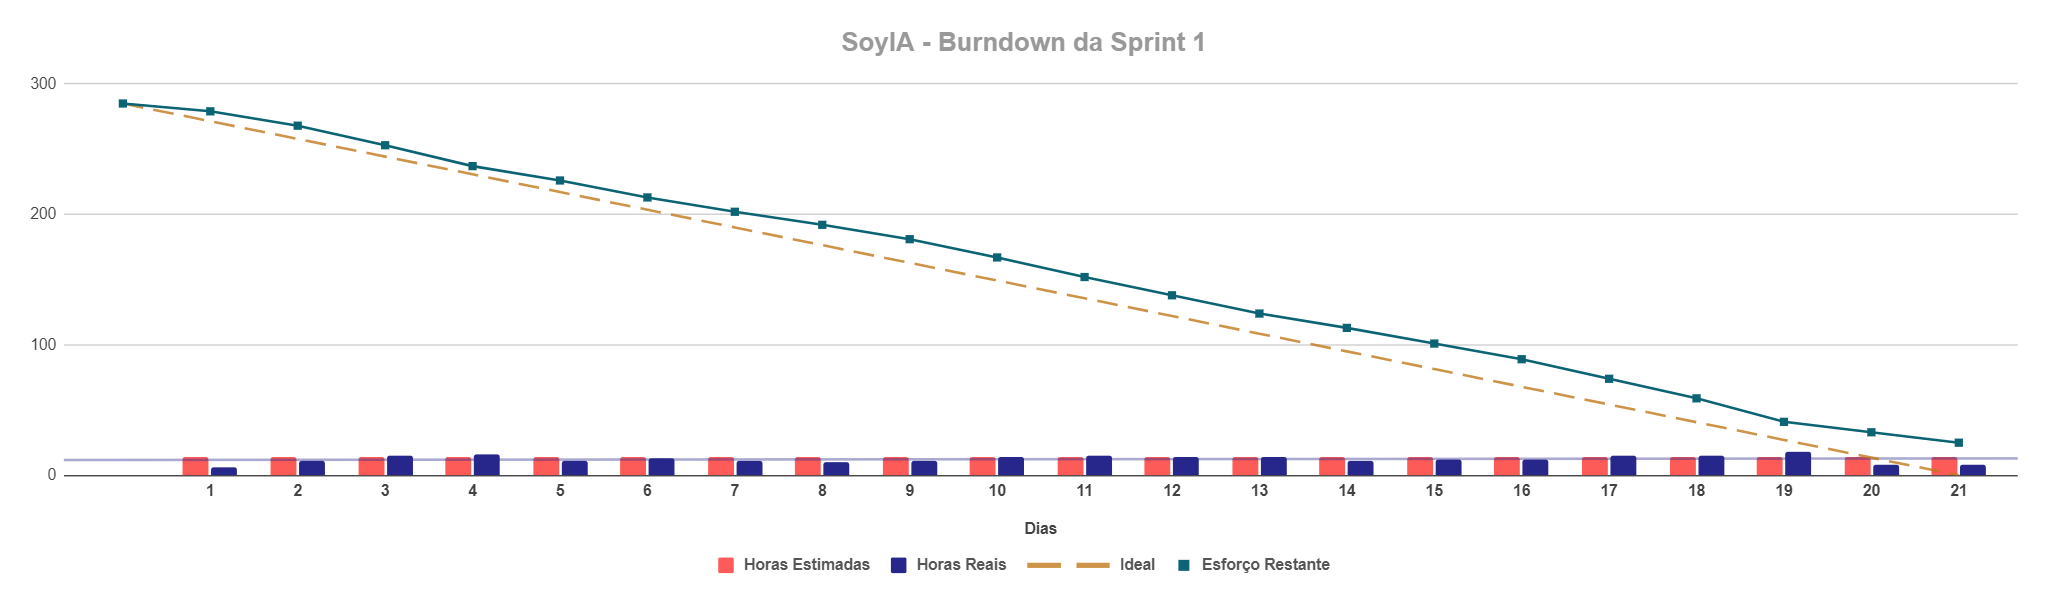 SoyIA - Burndown da Sprint 1
300
200
100
0
1 2 3 4 5 6 7 8 9 10 11 12 13 14 15 16 17 18 19 20 21
Dias
Horas Estimadas Horas Reais Ideal Esforço Restante